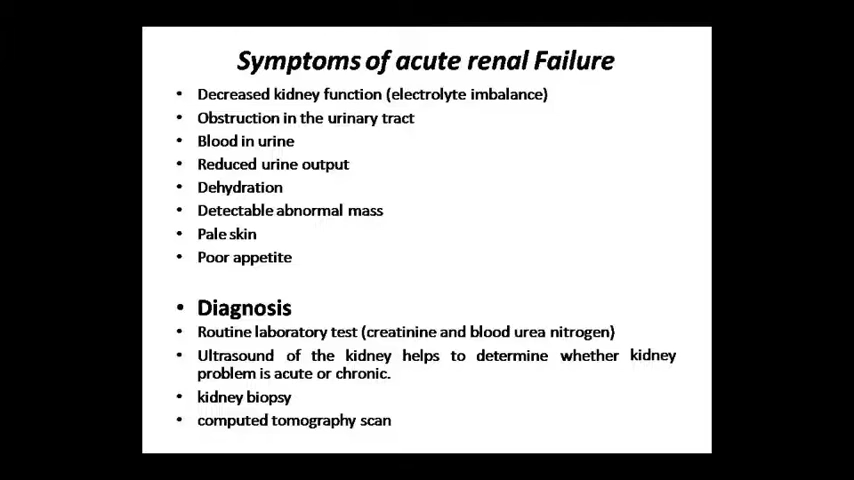 Symptoms of acute renal Failure
• Decreased kidney function (electrolyte imbalance)
• Obstruction in the urinary tract
• Blood in urine
• Reduced urine output
• Dehydration
• Detectable abnormal mass
• Pale skin
• Poor appetite
• Diagnosis
• Routine laboratory test (creatinine and blood urea nitrogen)
• Ultrasound of the kidney helps to determine whether kidney
problem is acute or chronic.
• kidney biopsy
• computed tomography scan